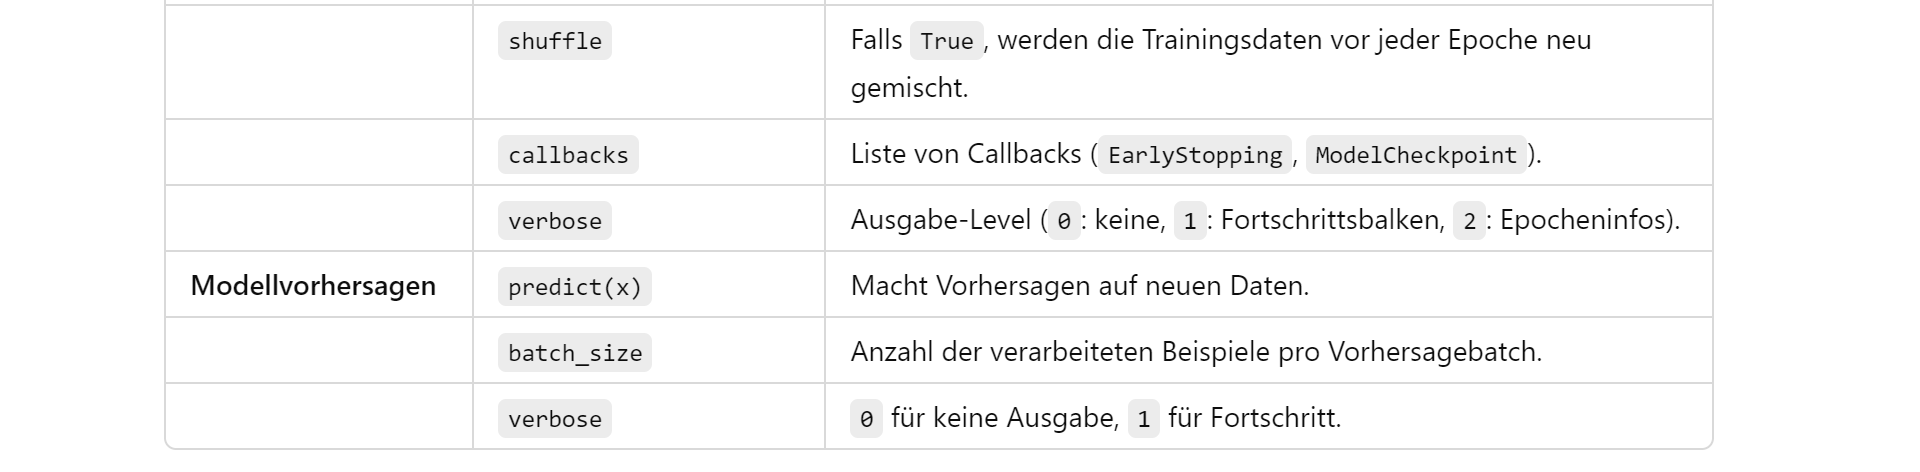 shuffle Falls True, werden die Trainingsdaten vor jeder Epoche neu
gemischt.
callbacks Liste von Callbacks (EarlyStopping, ModelCheckpoint).
verbose Ausgabe-Level (0: keine, 1: Fortschrittsbalken, 2: Epocheninfos).
Modellvorhersagen predict(x) Macht Vorhersagen auf neuen Daten.
batch_size Anzahl der verarbeiteten Beispiele pro Vorhersagebatch.
verbose 0 für keine Ausgabe, 1 für Fortschritt.